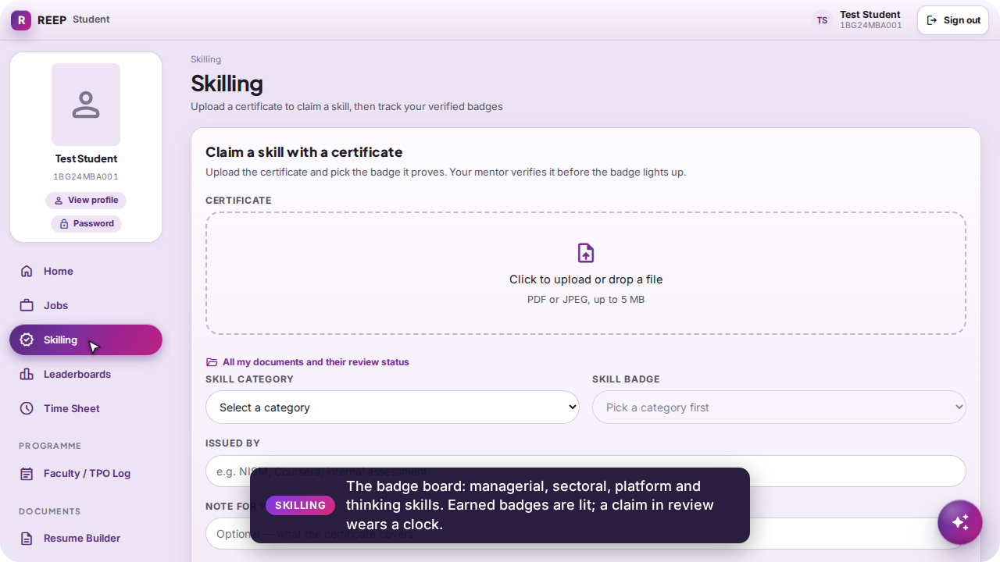 R REEP Student
TS Test Student
1BG24MBA001
Sign out
Test Student
1BG24MBA001
View profile
Password
Home
Jobs
Skilling
Leaderboards
Time Sheet
PROGRAMME
Faculty / TPO Log
DOCUMENTS
Resume Builder
Skilling
Skilling
Upload a certificate to claim a skill, then track your verified badges
Claim a skill with a certificate
Upload the certificate and pick the badge it proves. Your mentor verifies it before the badge lights up.
CERTIFICATE
Click to upload or drop a file
PDF or JPEG, up to 5 MB
All my documents and their review status
SKILL CATEGORY
Select a category
SKILL BADGE
Pick a category first
ISSUED BY
e.g. NISM, Coursera, internal assessment
NOTE FOR
Optional — what the certificate covers
SKILLING
The badge board: managerial, sectoral, platform and
thinking skills. Earned badges are lit; a claim in review
wears a clock.